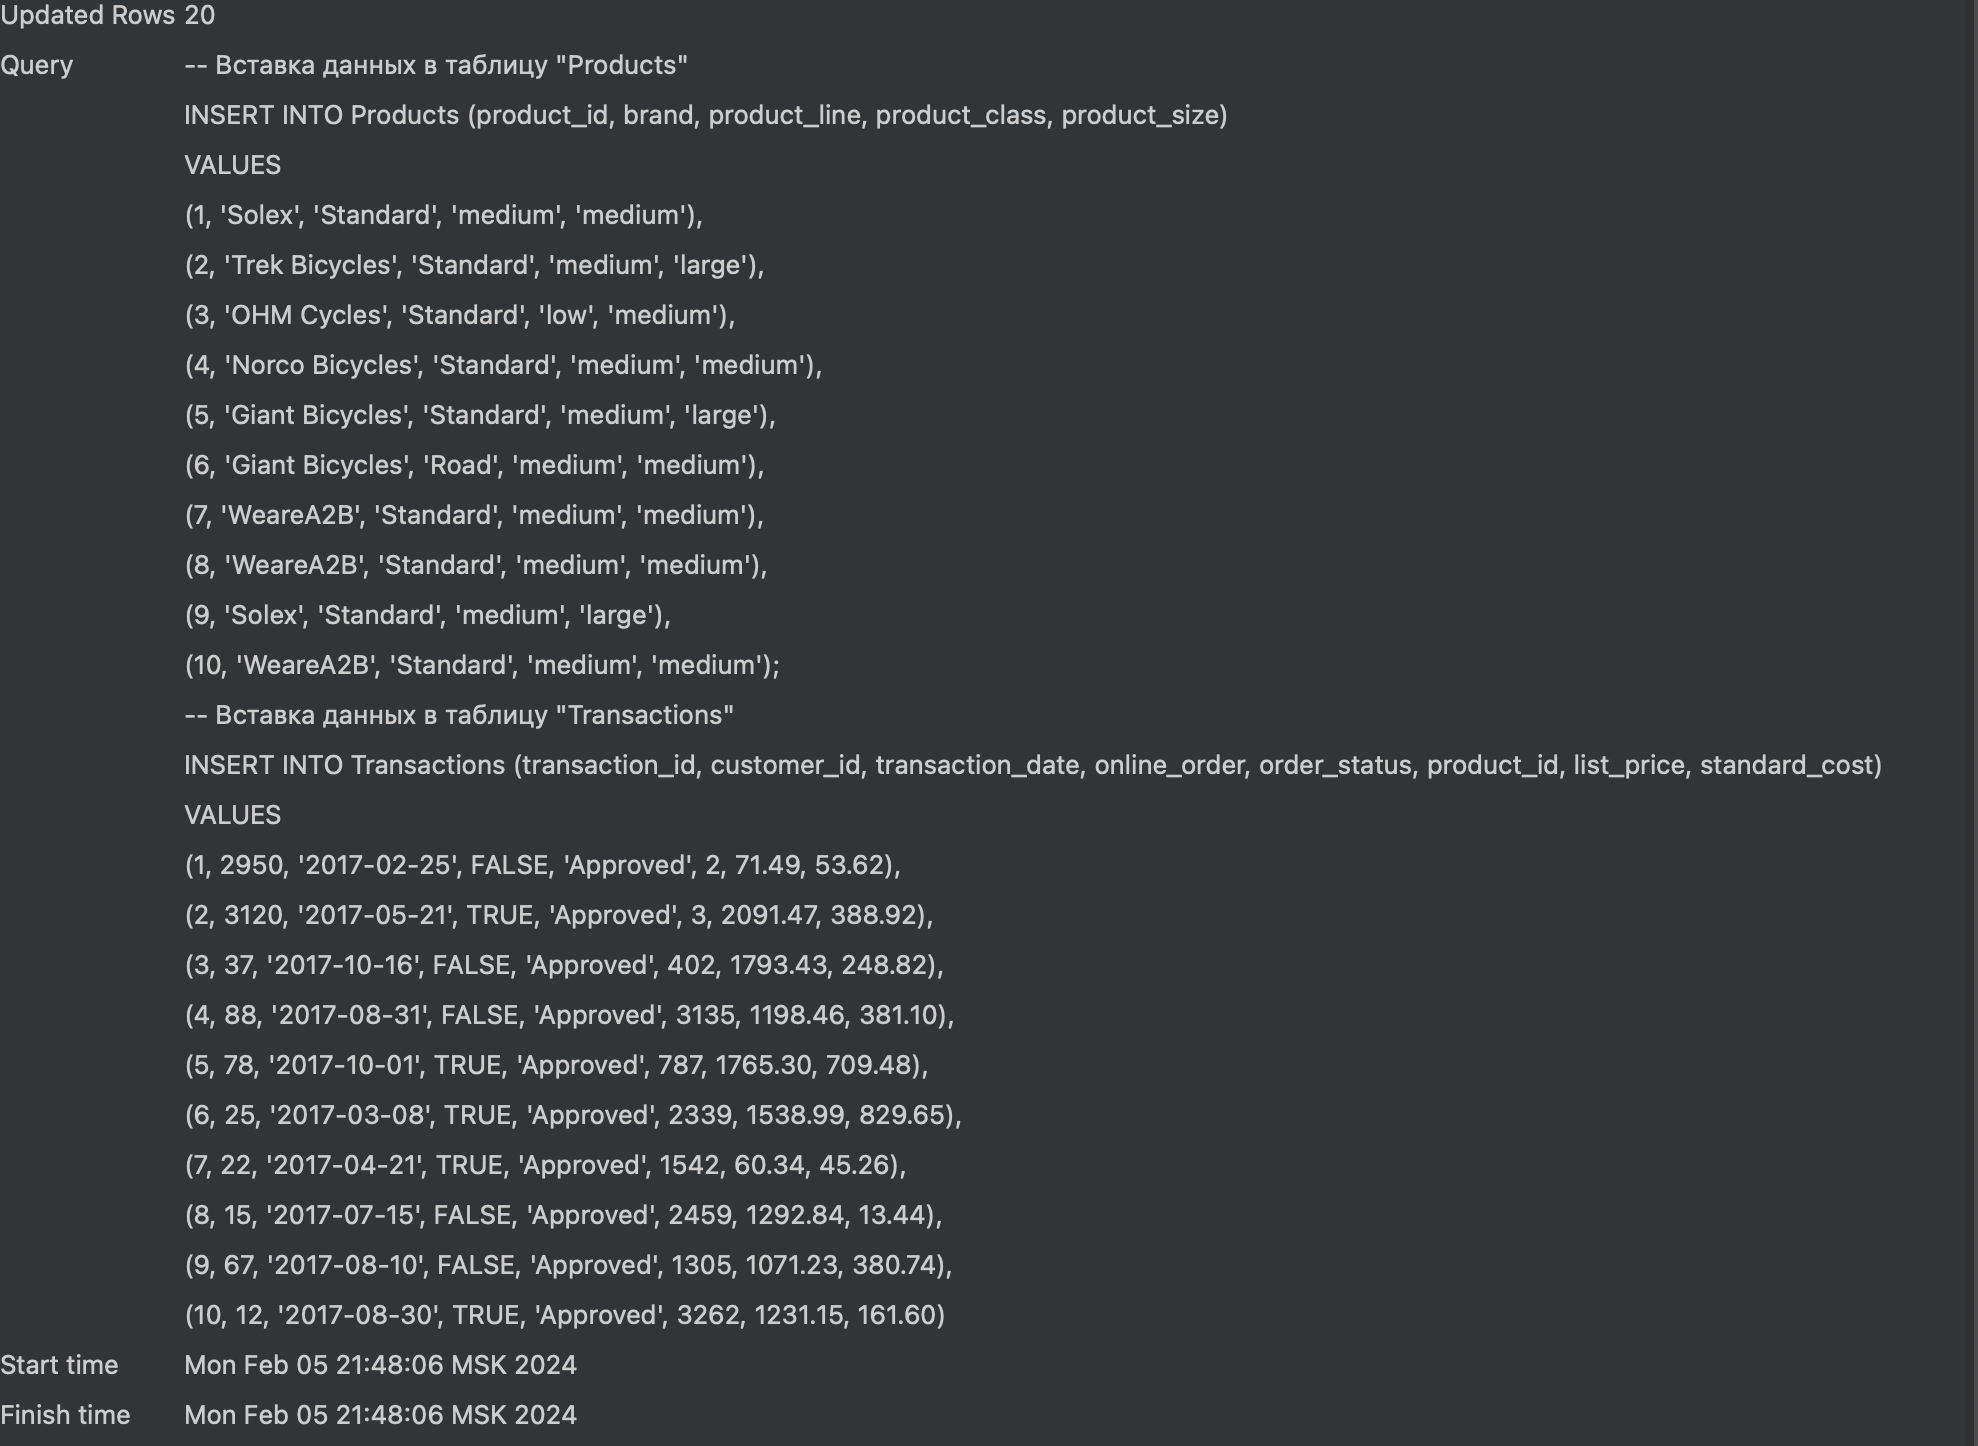 Updated Rows 20
Query -- Вставка данных в таблицу "Products"
INSERT INTO Products (product_id, brand, product_line, product_class, product_size)
VALUES
(1, 'Solex', 'Standard', 'medium', 'medium'),
(2, 'Trek Bicycles', 'Standard', 'medium', 'large'),
(3, 'OHM Cycles', 'Standard', 'low', 'medium'),
(4, 'Norco Bicycles', 'Standard', 'medium', 'medium'),
(5, 'Giant Bicycles', 'Standard', 'medium', 'large'),
(6, 'Giant Bicycles', 'Road', 'medium', 'medium'),
(7, 'WeareA2B', 'Standard', 'medium', 'medium'),
(8, 'WeareA2B', 'Standard', 'medium', 'medium'),
(9, 'Solex', 'Standard', 'medium', 'large'),
(10, 'WeareA2B', 'Standard', 'medium', 'medium');
-- Вставка данных в таблицу "Transactions"
INSERT INTO Transactions (transaction_id, customer_id, transaction_date, online_order, order_status, product_id, list_price, standard_cost)
VALUES
(1, 2950, '2017-02-25', FALSE, 'Approved', 2, 71.49, 53.62),
(2, 3120, '2017-05-21', TRUE, 'Approved', 3, 2091.47, 388.92),
(3, 37, '2017-10-16', FALSE, 'Approved', 402, 1793.43, 248.82),
(4, 88, '2017-08-31', FALSE, 'Approved', 3135, 1198.46, 381.10),
(5, 78, '2017-10-01', TRUE, 'Approved', 787, 1765.30, 709.48),
(6, 25, '2017-03-08', TRUE, 'Approved', 2339, 1538.99, 829.65),
(7, 22, '2017-04-21', TRUE, 'Approved', 1542, 60.34, 45.26),
(8, 15, '2017-07-15', FALSE, 'Approved', 2459, 1292.84, 13.44),
(9, 67, '2017-08-10', FALSE, 'Approved', 1305, 1071.23, 380.74),
(10, 12, '2017-08-30', TRUE, 'Approved', 3262, 1231.15, 161.60)
Start time Mon Feb 05 21:48:06 MSK 2024
Finish time Mon Feb 05 21:48:06 MSK 2024